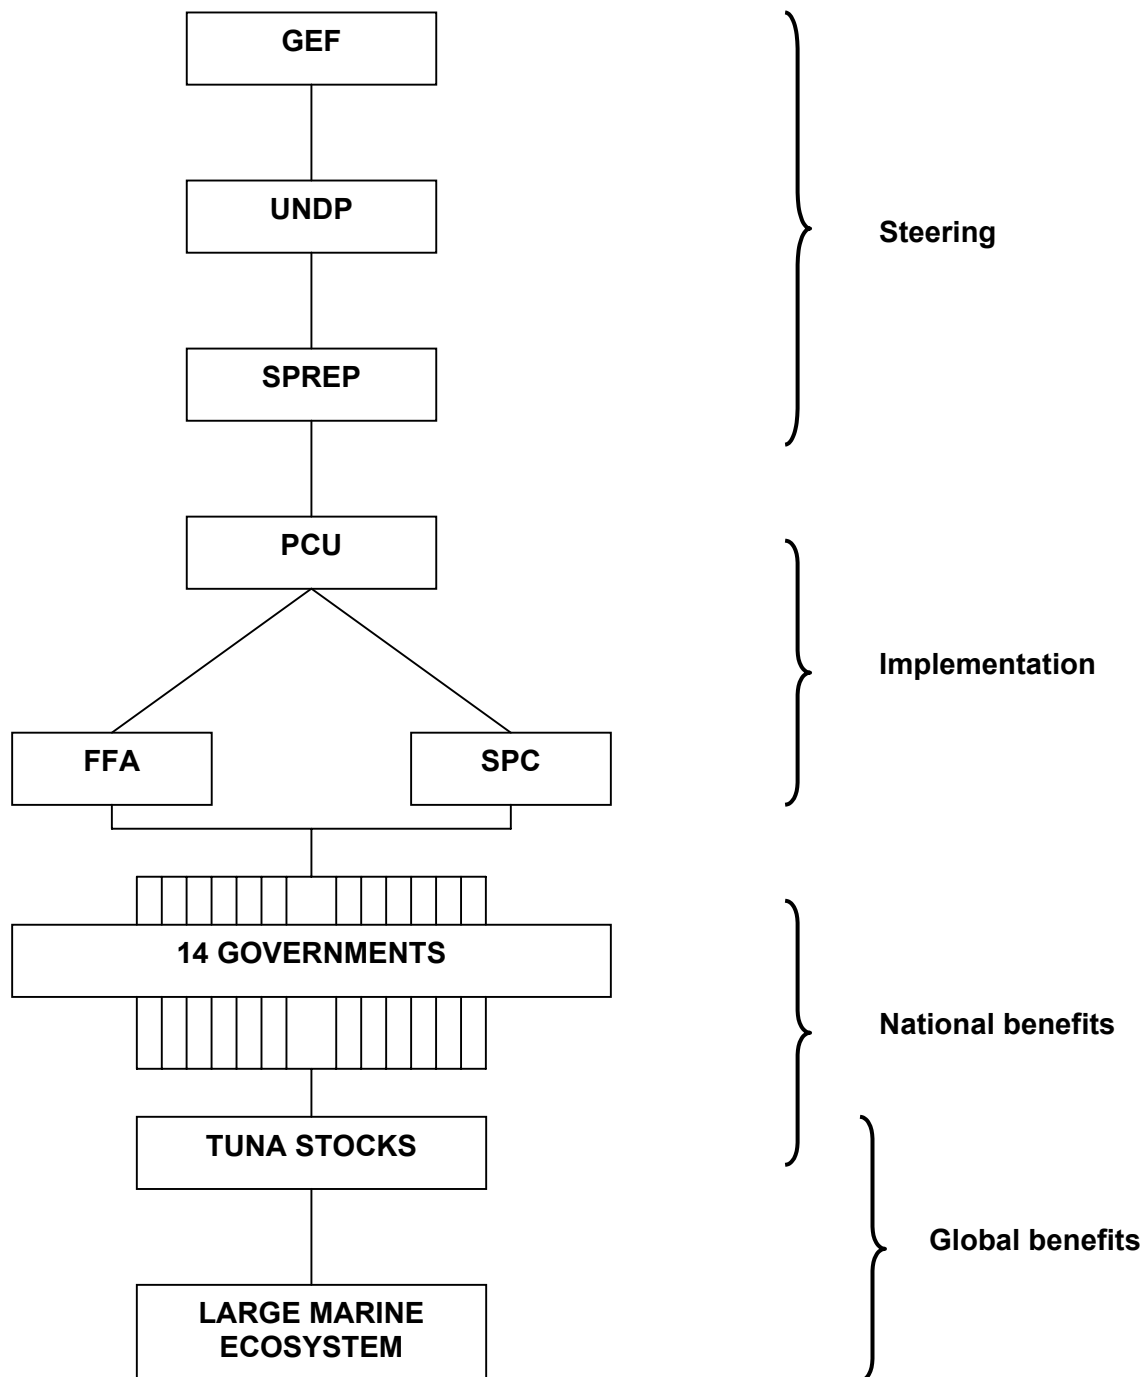 GEF
UNDP
Steering
SPREP
PCU
Implementation
FFA
SPC
14 GOVERNMENTS
National benefits
TUNA STOCKS
Global benefits
LARGE MARINE
ECOSYSTEM